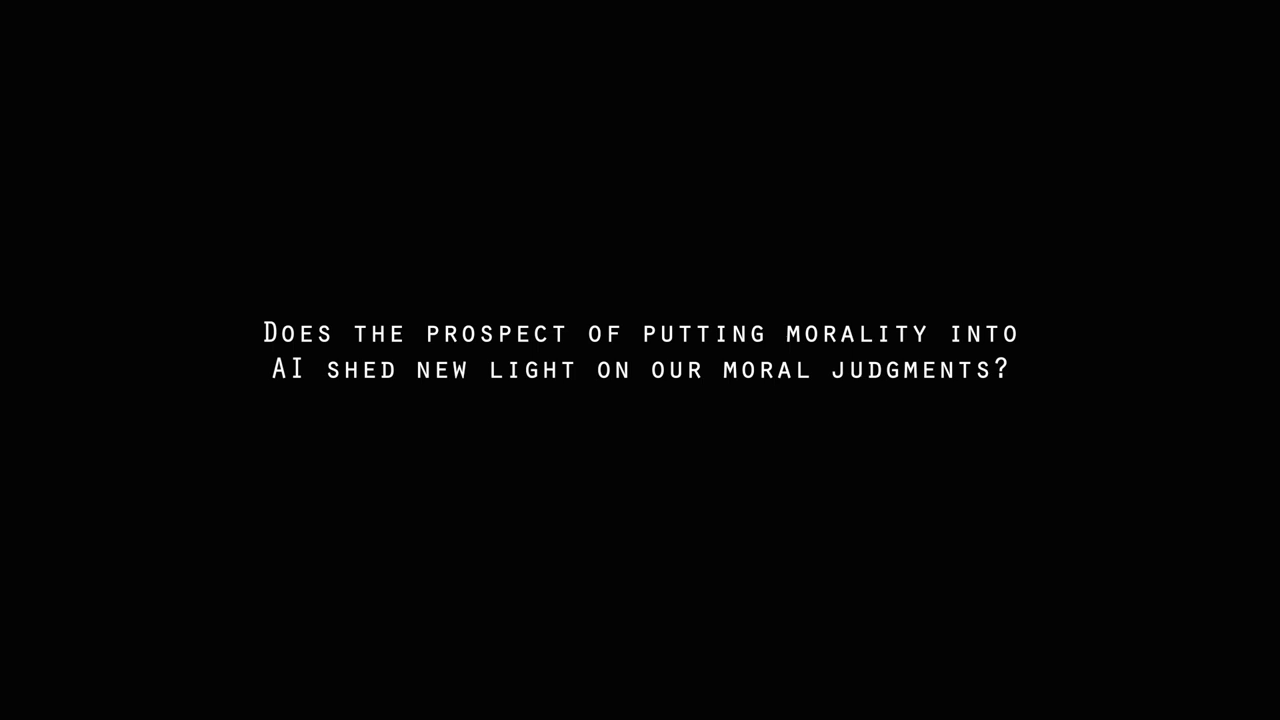 Does the prospect of putting morality into
AI shed new light on our moral judgments?